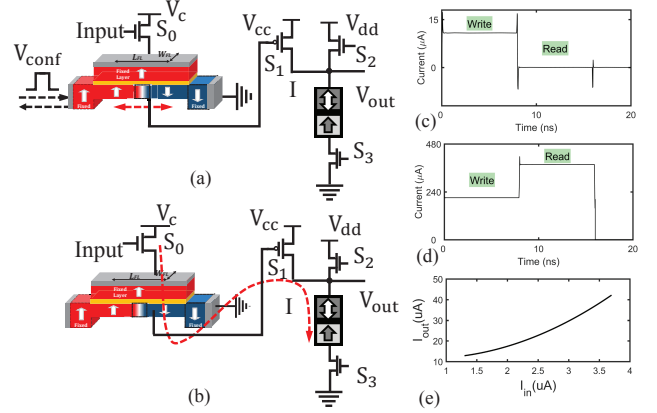 V_c
Input
S_0
V_conf
L_FL
W_FL
Fixed
Layer
Fixed
Fixed
V_cc
S_1
I
V_dd
S_2
V_out
S_3
(a)
V_c
Input
S_0
L_FL
Fixed
Layer
Fixed
Fixed
V_cc
S_1
I
V_dd
S_2
V_out
S_3
(b)
Current (μA)
15
0
Write
Read
0
10
20
Time (ns)
(c)
Current (μA)
480
240
0
Write
Read
0
10
20
Time (ns)
(d)
I_out(uA)
50
40
30
20
10
1
1.5
2
2.5
3
3.5
4
I_in(uA)
(e)